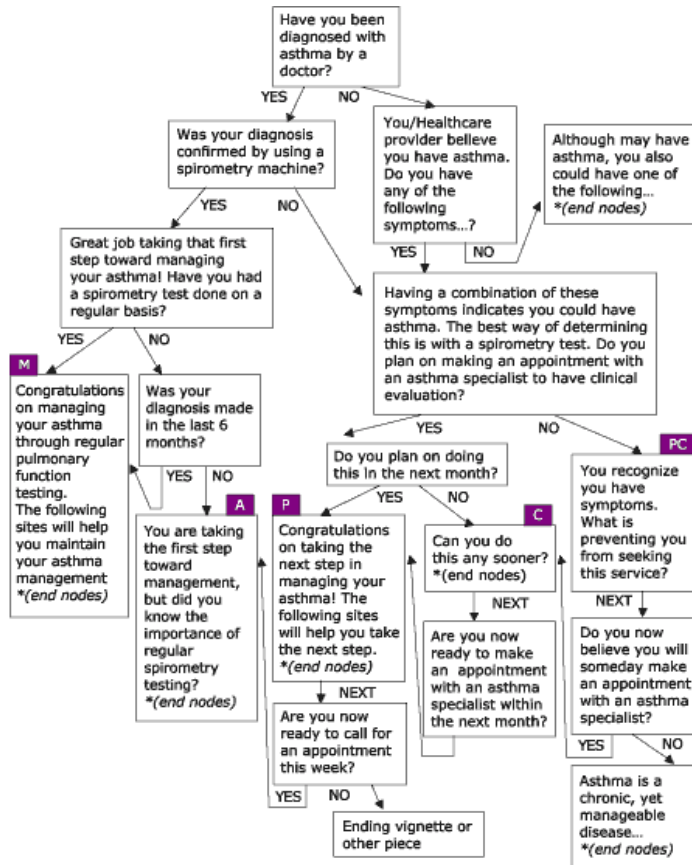 Have you been
diagnosed with
asthma by a
doctor?
YES
NO
Was your diagnosis
confirmed by using a
spirometry machine?
You/Healthcare
provider believe
you have asthma.
Do you have
any of the
following
symptoms...?
Although may have
asthma, you also
could have one of
the following...
*(end nodes)
YES
NO
YES
NO
Great job taking that first
step toward managing
your asthma! Have you had
a spirometry test done on a
regular basis?
Having a combination of these
symptoms indicates you could have
asthma. The best way of determining
this is with a spirometry test. Do you
plan on making an appointment with
an asthma specialist to have clinical
evaluation?
YES
NO
M
Congratulations
on managing
your asthma
through regular
pulmonary
function
testing.
The following
sites will help
you maintain
your asthma
management
*(end nodes)
Was your
diagnosis made
in the last 6
months?
YES
NO
YES
NO
Do you plan on doing
this in the next month?
YES
NO
PC
You recognize
you have
symptoms.
What is
preventing you
from seeking
this service?
A
You are taking
the first step
toward
management,
but did you
know the
importance of
regular
spirometry
testing?
*(end nodes)
P
Congratulations
on taking the
next step in
managing your
asthma! The
following sites
will help you take
the next step.
*(end nodes)
C
Can you do
this any sooner?
*(end nodes)
NEXT
NEXT
Are you now
ready to make
an appointment
with an asthma
specialist within
the next month?
Do you now
believe you will
someday make
an appointment
with an asthma
specialist?
NEXT
Are you now
ready to call for
an appointment
this week?
YES
NO
YES
NO
Ending vignette or
other piece
Asthma is a
chronic, yet
manageable
disease...
*(end nodes)